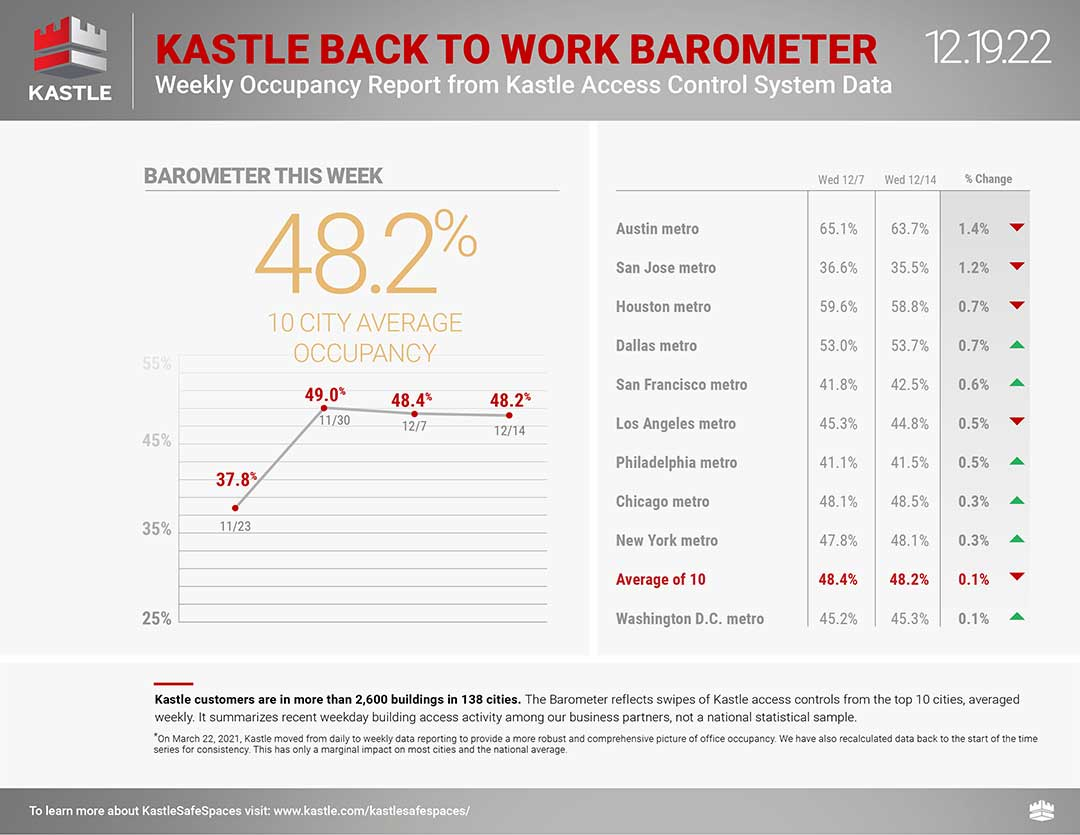 KASTLE
KASTLE BACK TO WORK BAROMETER
Weekly Occupancy Report from Kastle Access Control System Data
12.19.22
BAROMETER THIS WEEK
48.2%
10 CITY AVERAGE
OCCUPANCY
55%
45%
35%
25%
37.8%
11/23
49.0%
11/30
48.4%
12/7
48.2%
12/14
Wed 12/7 Wed 12/14 % Change
Austin metro 65.1% 63.7% 1.4%
San Jose metro 36.6% 35.5% 1.2%
Houston metro 59.6% 58.8% 0.7%
Dallas metro 53.0% 53.7% 0.7%
San Francisco metro 41.8% 42.5% 0.6%
Los Angeles metro 45.3% 44.8% 0.5%
Philadelphia metro 41.1% 41.5% 0.5%
Chicago metro 48.1% 48.5% 0.3%
New York metro 47.8% 48.1% 0.3%
Average of 10 48.4% 48.2% 0.1%
Washington D.C. metro 45.2% 45.3% 0.1%
Kastle customers are in more than 2,600 buildings in 138 cities. The Barometer reflects swipes of Kastle access controls from the top 10 cities, averaged
weekly. It summarizes recent weekday building access activity among our business partners, not a national statistical sample.
*On March 22, 2021, Kastle moved from daily to weekly data reporting to provide a more robust and comprehensive picture of office occupancy. We have also recalculated data back to the start of the time
series for consistency. This has only a marginal impact on most cities and the national average.
To learn more about KastleSafeSpaces visit: www.kastle.com/kastlesafespaces/